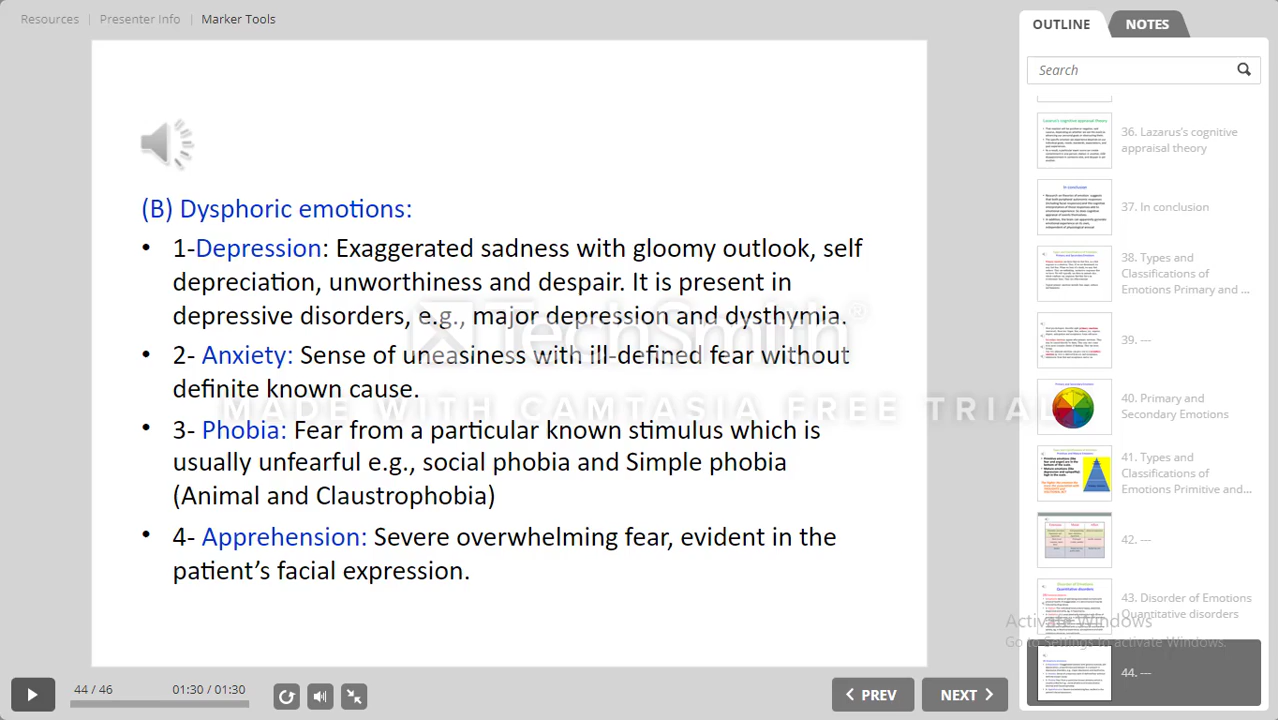 Resources | Presenter Info | Marker Tools
OUTLINE
NOTES
Search
(B) Dysphoric emotions:
• 1-Depression: Exaggerated sadness with gloomy outlook, self
depreciation, unworthiness and despair. It is present in
depressive disorders, e.g., major depression and dysthymia.
• 2- Anxiety: Sense of uneasiness with ill-defined fear without
definite known cause.
• 3- Phobia: Fear from a particular known stimulus which is
usually unfearful e.g., social phobia and Simple phobia
(Animal and Claustrophobia)
• 4- Apprehension: Severe overwhelming fear, evident in the
patient's facial expression.
MADE WITH CAMTASIA FREE TRIAL
36. Lazarus's cognitive
appraisal theory
37. In conclusion
38. Types and
Classifications of
Emotions Primary and ...
39. ---
40. Primary and
Secondary Emotions
41. Types and
Classifications of
Emotions Primitive and...
42. ---
43. Disorder of Emotions
Quantitative disorders
Activate Windows
Go to Settings to activate Windows.
44. ---
44 / 46
PREV
NEXT